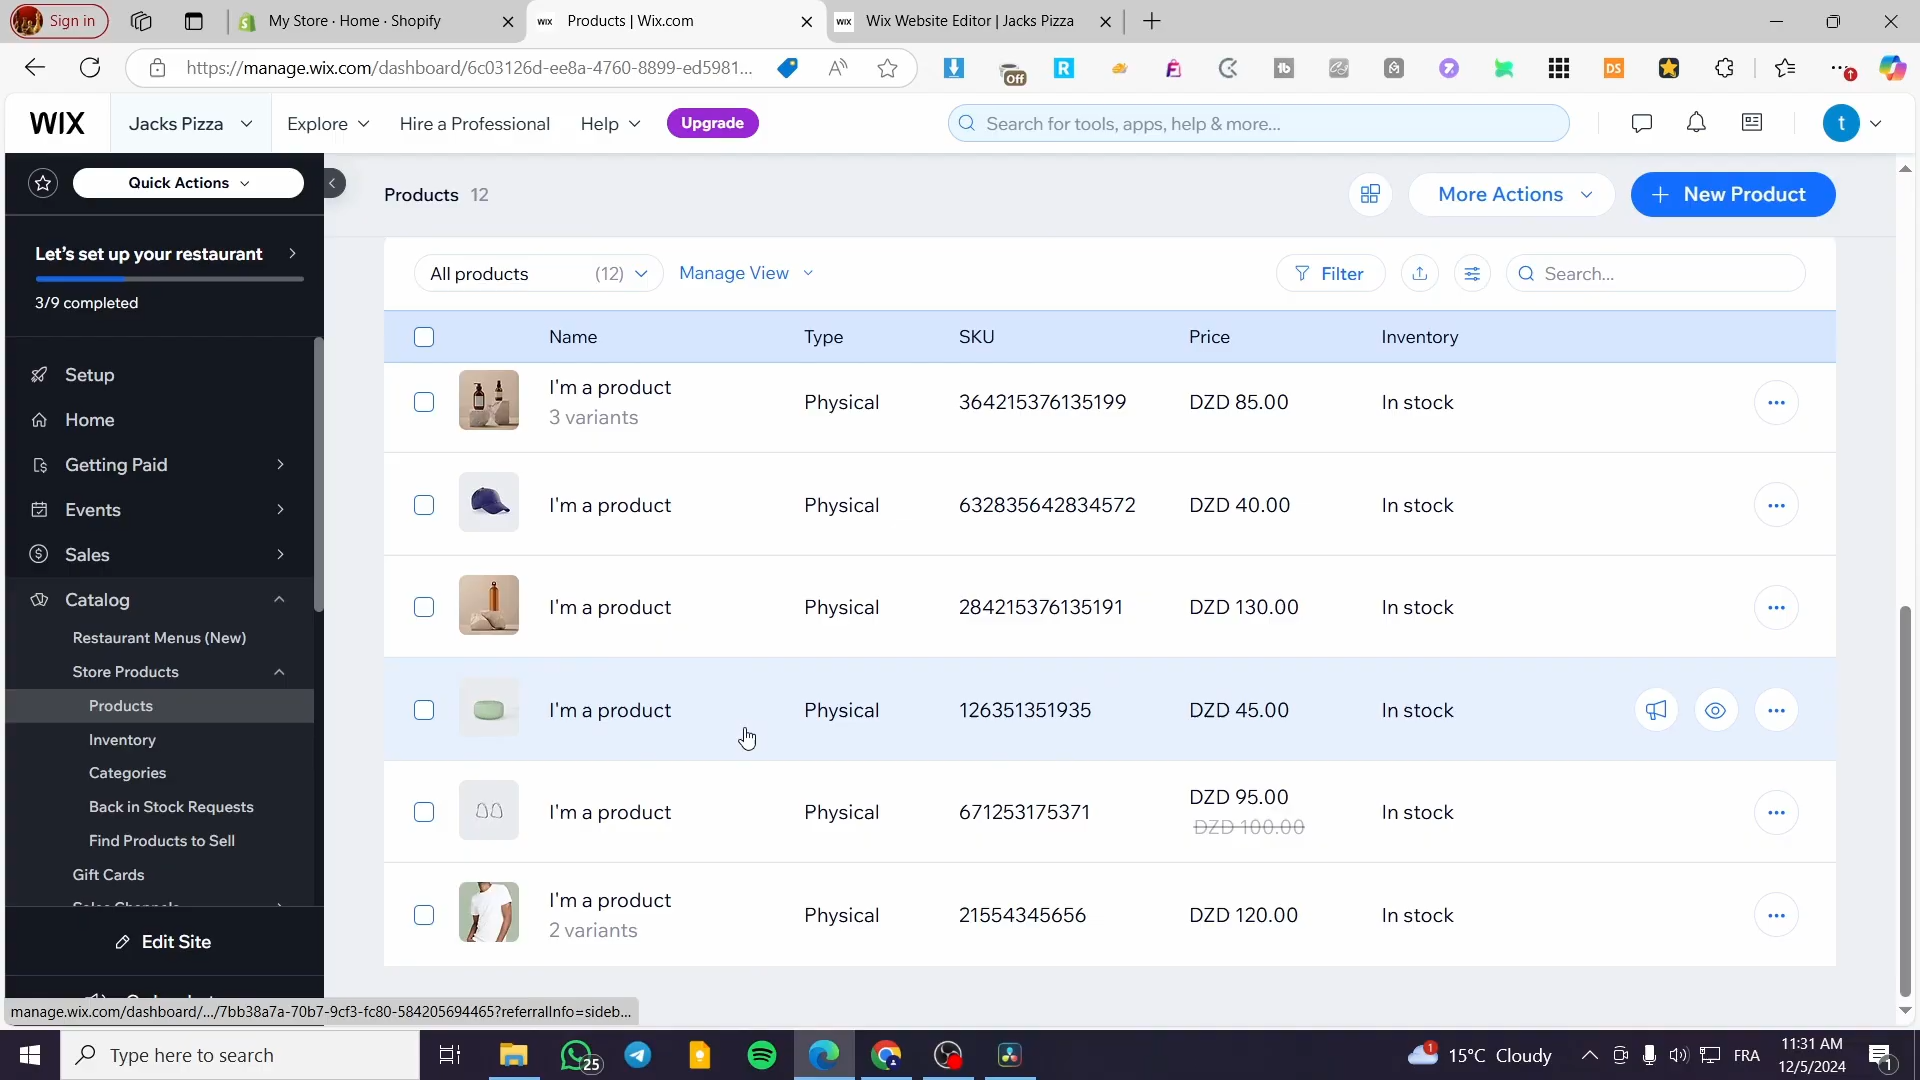 Sign in
My Store · Home · Shopify
WIX Products | Wix.com
WIX Wix Website Editor | Jacks Pizza
https://manage.wix.com/dashboard/6c03126d-ee8a-4760-8899-ed5981...
Off
R
tb
DS
WIX
Jacks Pizza
Explore
Hire a Professional
Help
Upgrade
Search for tools, apps, help & more...
t
Quick Actions
Let's set up your restaurant
3/9 completed
Setup
Home
Getting Paid
Events
Sales
Catalog
Restaurant Menus (New)
Store Products
Products
Inventory
Categories
Back in Stock Requests
Find Products to Sell
Gift Cards
Edit Site
manage.wix.com/dashboard/.../7bb38a7a-70b7-9cf3-fc80-584205694465?referralInfo=sideb...
Products 12
More Actions
+ New Product
All products (12)
Manage View
Filter
Search...
Name Type SKU Price Inventory
I'm a product
3 variants
Physical 364215376135199 DZD 85.00 In stock
I'm a product Physical 632835642834572 DZD 40.00 In stock
I'm a product Physical 284215376135191 DZD 130.00 In stock
I'm a product Physical 126351351935 DZD 45.00 In stock
I'm a product Physical 671253175371 DZD 95.00 In stock
DZD 100.00
I'm a product
2 variants
Physical 21554345656 DZD 120.00 In stock
Type here to search
25
1
15°C Cloudy
FRA
11:31 AM
12/5/2024
1